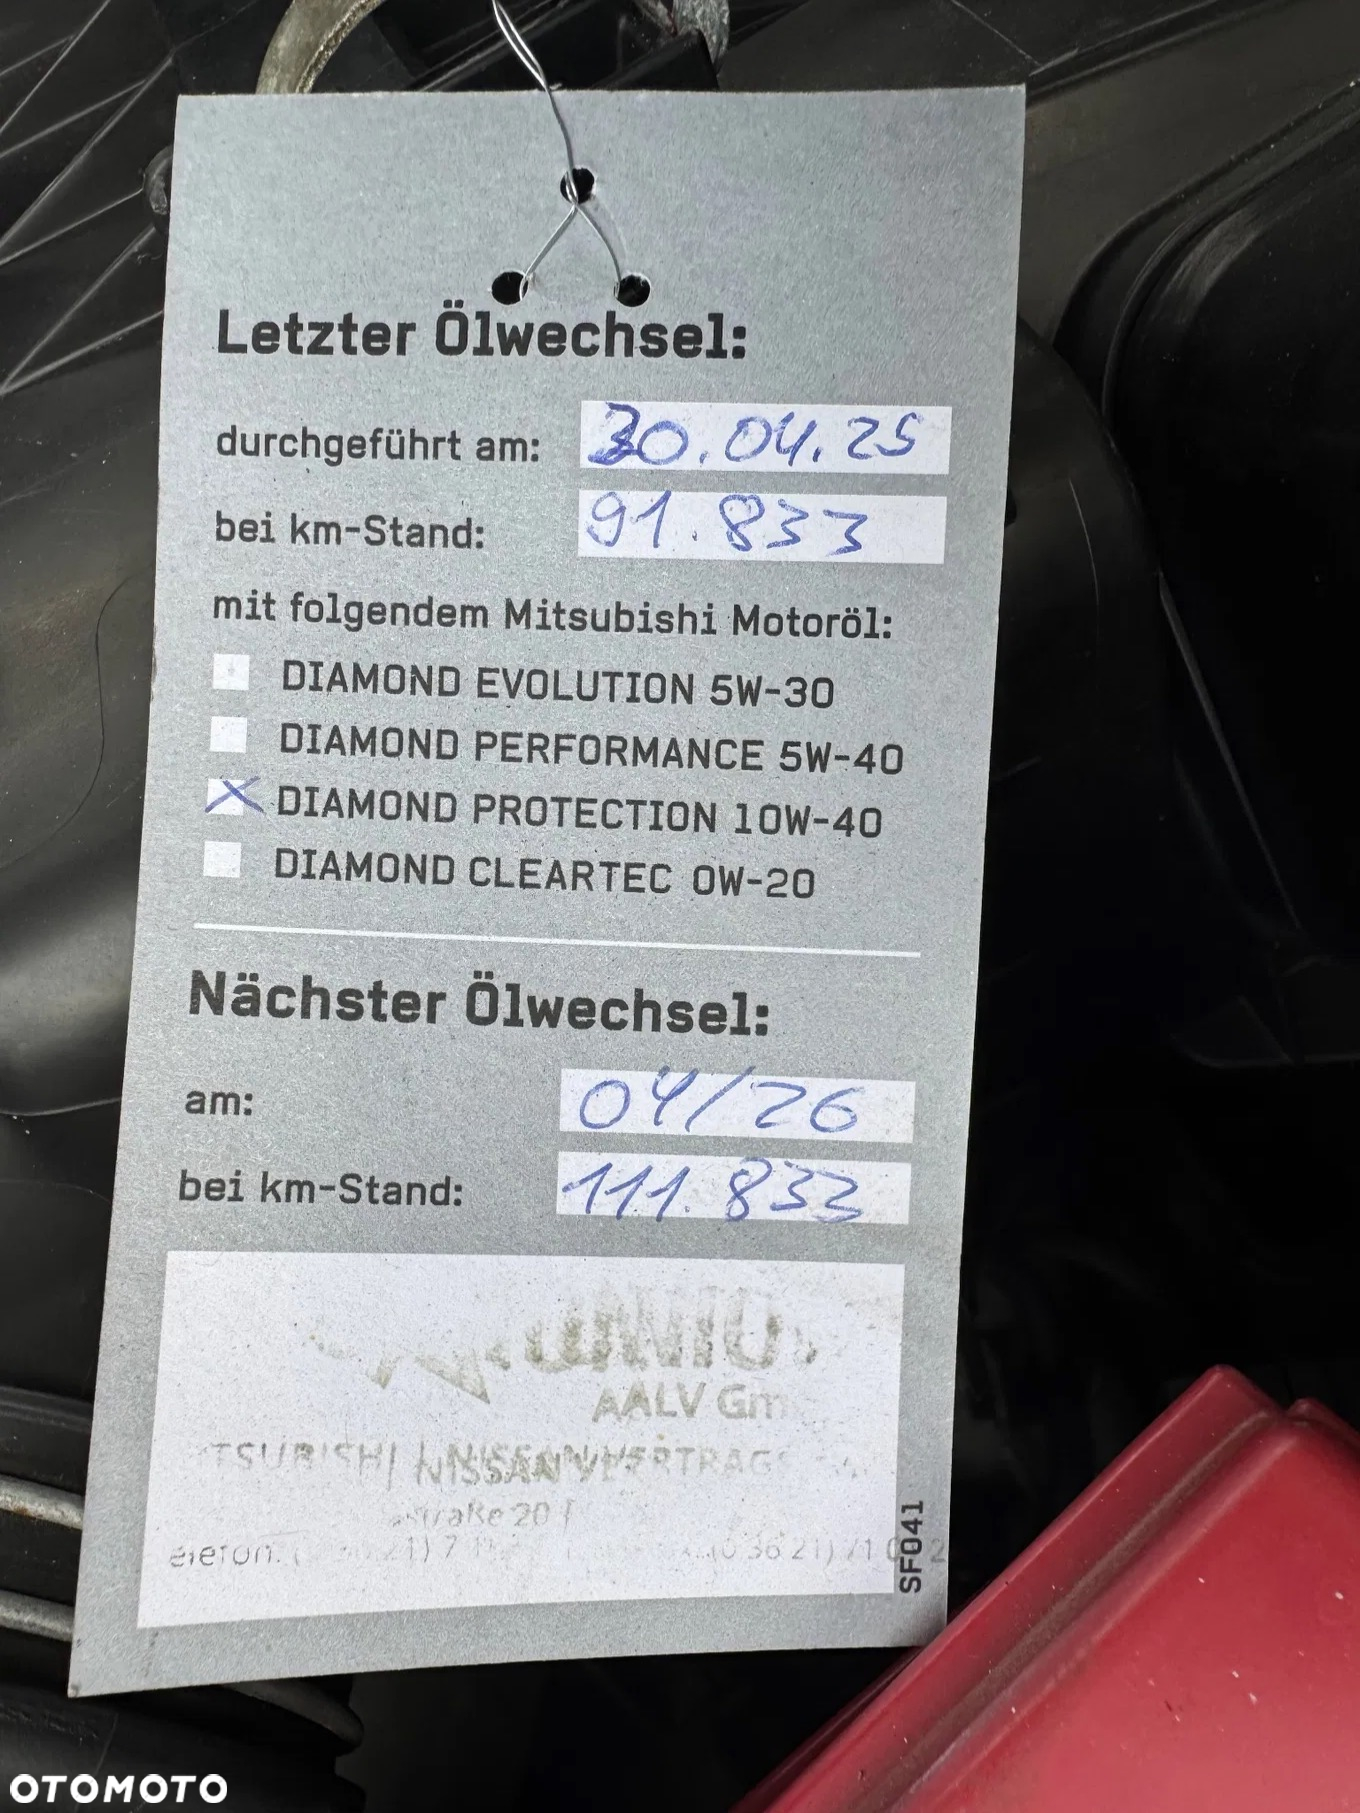 Letzter Ölwechsel:
durchgeführt am: 30.04.25
bei km-Stand: 91.833
mit folgendem Mitsubishi Motoröl:
DIAMOND EVOLUTION 5W-30
DIAMOND PERFORMANCE 5W-40
X DIAMOND PROTECTION 10W-40
DIAMOND CLEARTEC 0W-20
Nächster Ölwechsel:
am: 04/26
bei km-Stand: 111.833
AALV
NISSAN
SF041
OTOMOTO